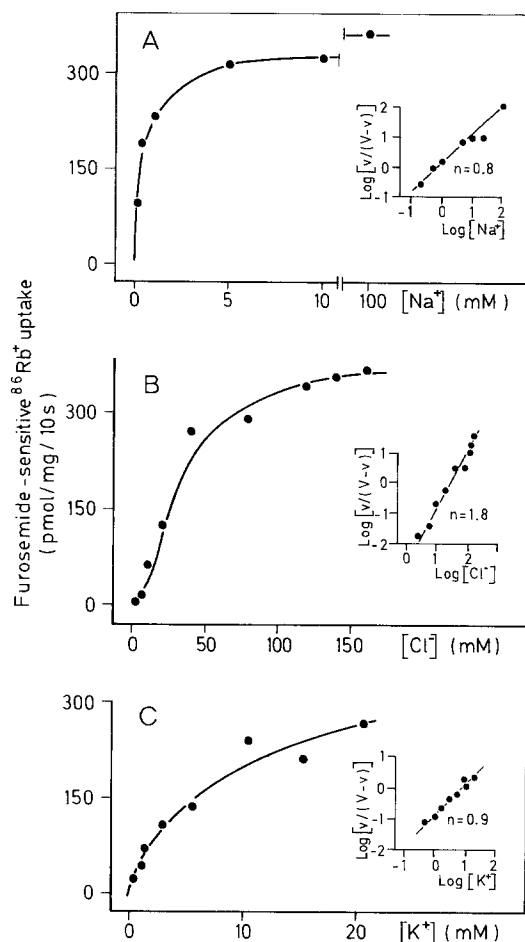 Furosemide-sensitive ⁸⁶Rb⁺ uptake
(pmol/mg/10s)
A
300
150
0
0
5
10
100
[Na⁺] (mM)
Log[v/(V-v)]
2
1
0
-1
-1
0
1
2
n=0.8
Log[Na⁺]
B
300
150
0
0
50
100
150
[Cl⁻] (mM)
Log[v/(V-v)]
1
0
-1
-2
0
1
2
n=1.8
Log[Cl⁻]
C
300
150
0
0
10
20
[K⁺] (mM)
Log[v/(V-v)]
1
0
-1
-2
-1
0
1
2
n=0.9
Log[K⁺]